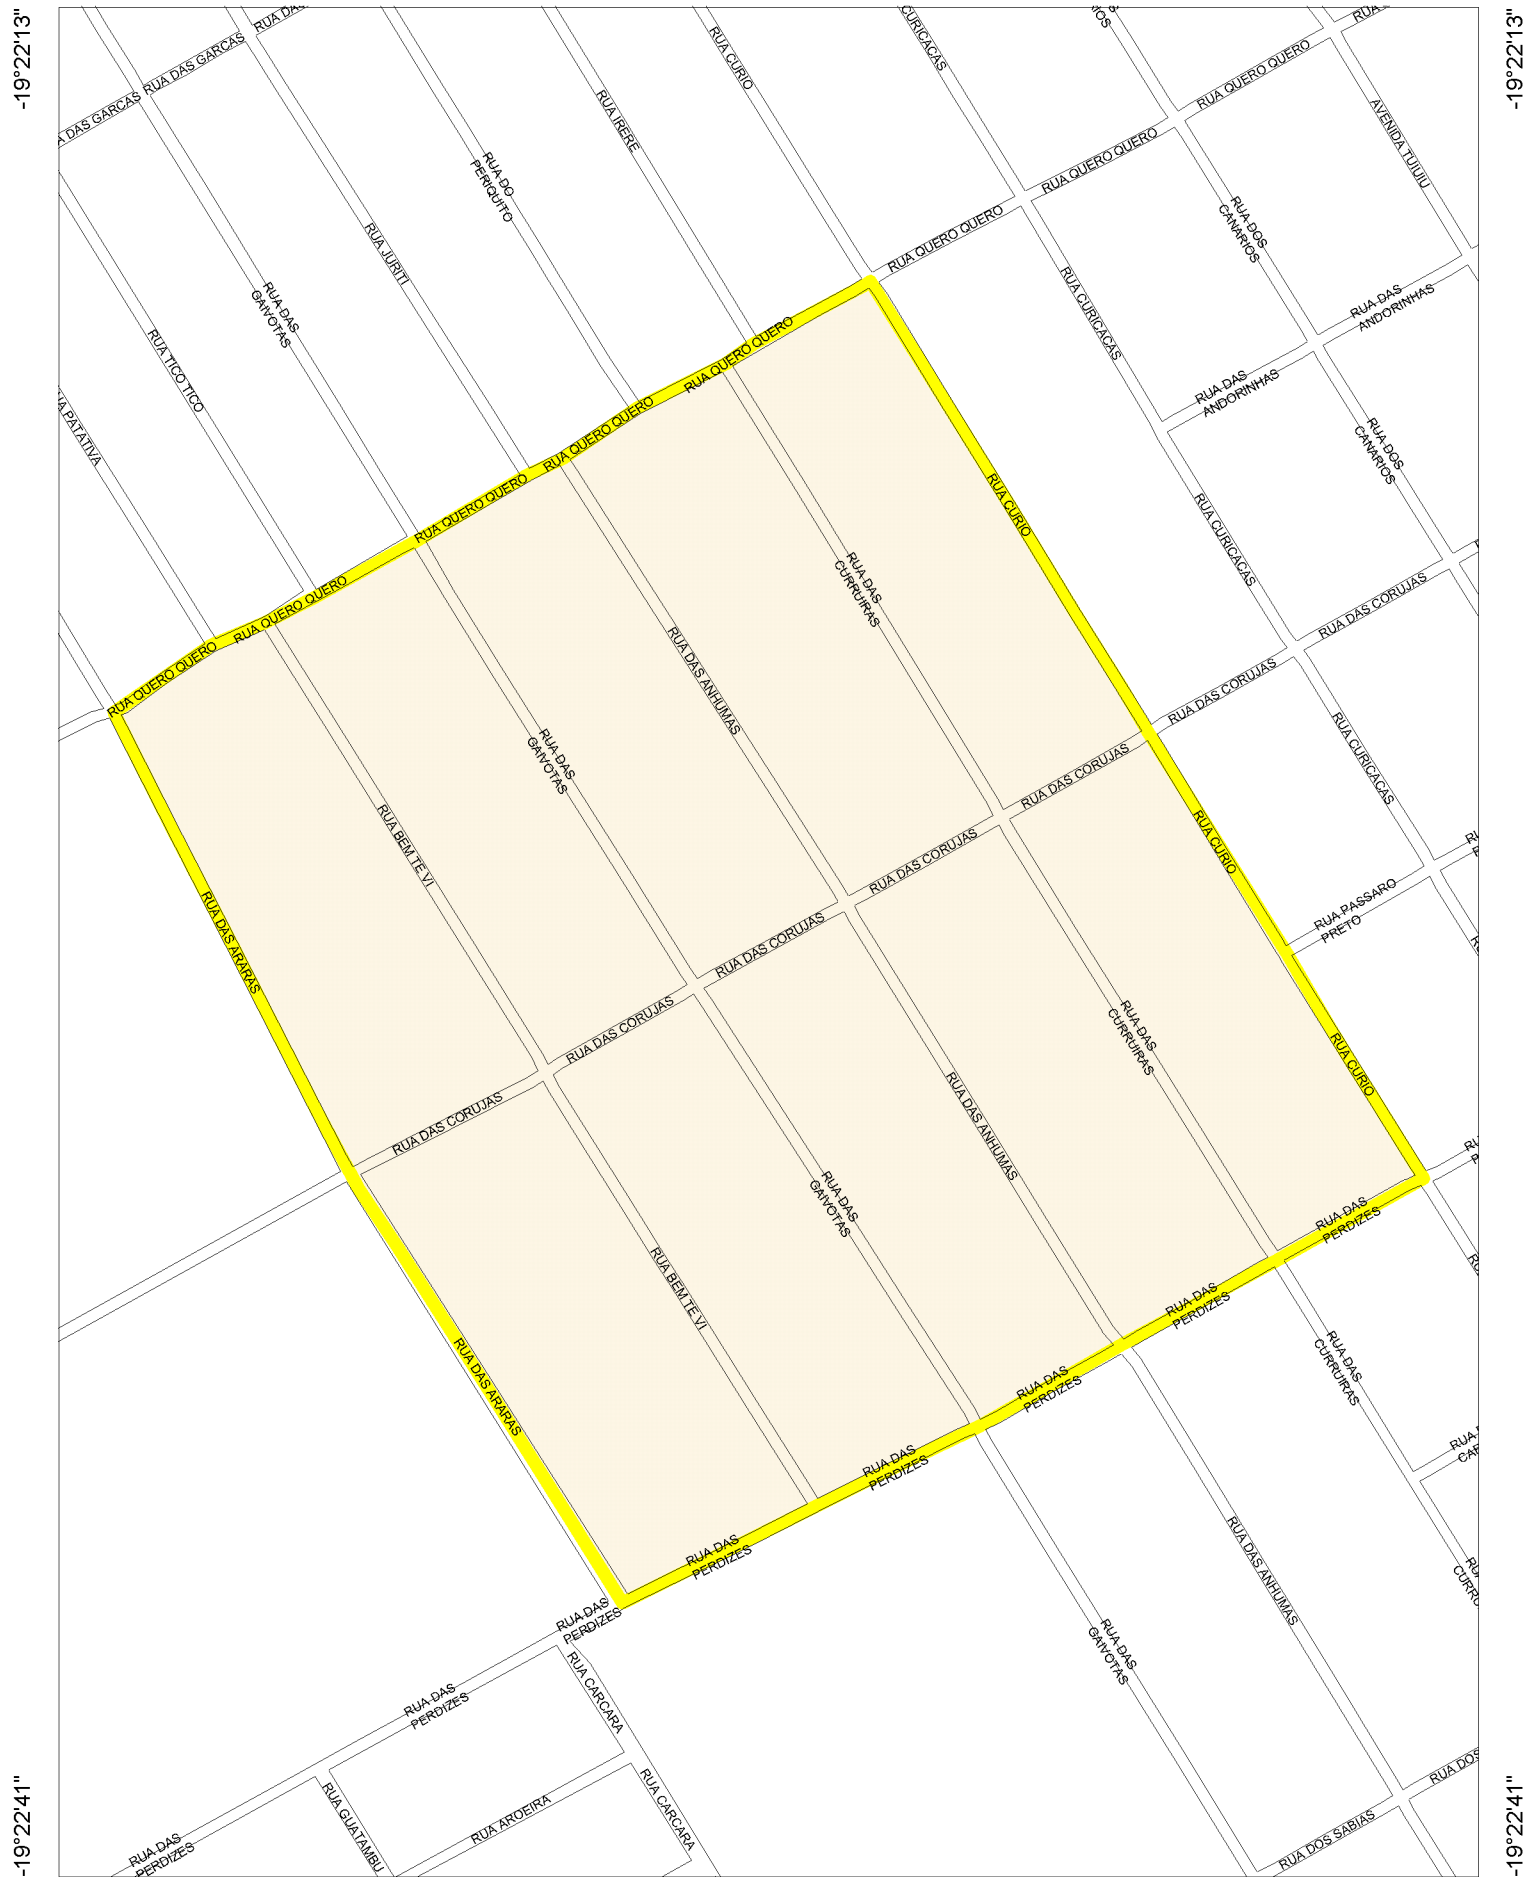 -19°22'13"
-19°22'13"
RUA DAS GARCAS
RUA CURIO
CURICACAS
RUA QUERO QUERO
RUA IRERE
AVENIDA TUIUIU
RUA DAS GARCAS
RUA QUERO QUERO
RUA DO
PERIQUITO
RUA QUERO QUERO
RUA DOS
CANARIOS
RUA JURITI
RUA DAS
GAIVOTAS
RUA CURICACAS
RUA DAS
ANDORINHAS
RUA TICO TICO
RUA QUERO QUERO
RUA DAS
ANDORINHAS
PATATIVA
RUA QUERO QUERO
RUA DOS
CANARIOS
RUA QUERO QUERO
RUA CURIO
RUA CURICACAS
RUA QUERO QUERO
RUA DAS
CURRUIRAS
RUA DAS CORUJAS
RUA QUERO QUERO
RUA DAS ANHUMAS
RUA DAS CORUJAS
RUA DAS
GAIVOTAS
RUA CURICACAS
RUA DAS CORUJAS
RUA BEM TE VI
RUA CURIO
RUA DAS CORUJAS
RUA PASSARO
PRETO
RUA DAS ARARAS
RUA DAS CORUJAS
RUA DAS CORUJAS
RUA DAS
CURRUIRAS
RUA CURIO
RUA DAS CORUJAS
RUA DAS ANHUMAS
RUA DAS
GAIVOTAS
RUA DAS
PERDIZES
RUA BEM TE VI
RUA DAS
PERDIZES
RUA DAS
CURRUIRAS
RUA DAS ARARAS
RUA DAS
PERDIZES
RUA DAS
PERDIZES
RUA DAS
PERDIZES
RUA DAS ANHUMAS
RUA DAS
PERDIZES
RUA DAS
GAIVOTAS
RUA CARCARA
RUA DAS
PERDIZES
RUA DOS
RUA CARCARA
RUA GUATAMBU
RUA AROEIRA
RUA DOS SABIAS
RUA DAS
PERDIZES
-19°22'41"
-19°22'41"